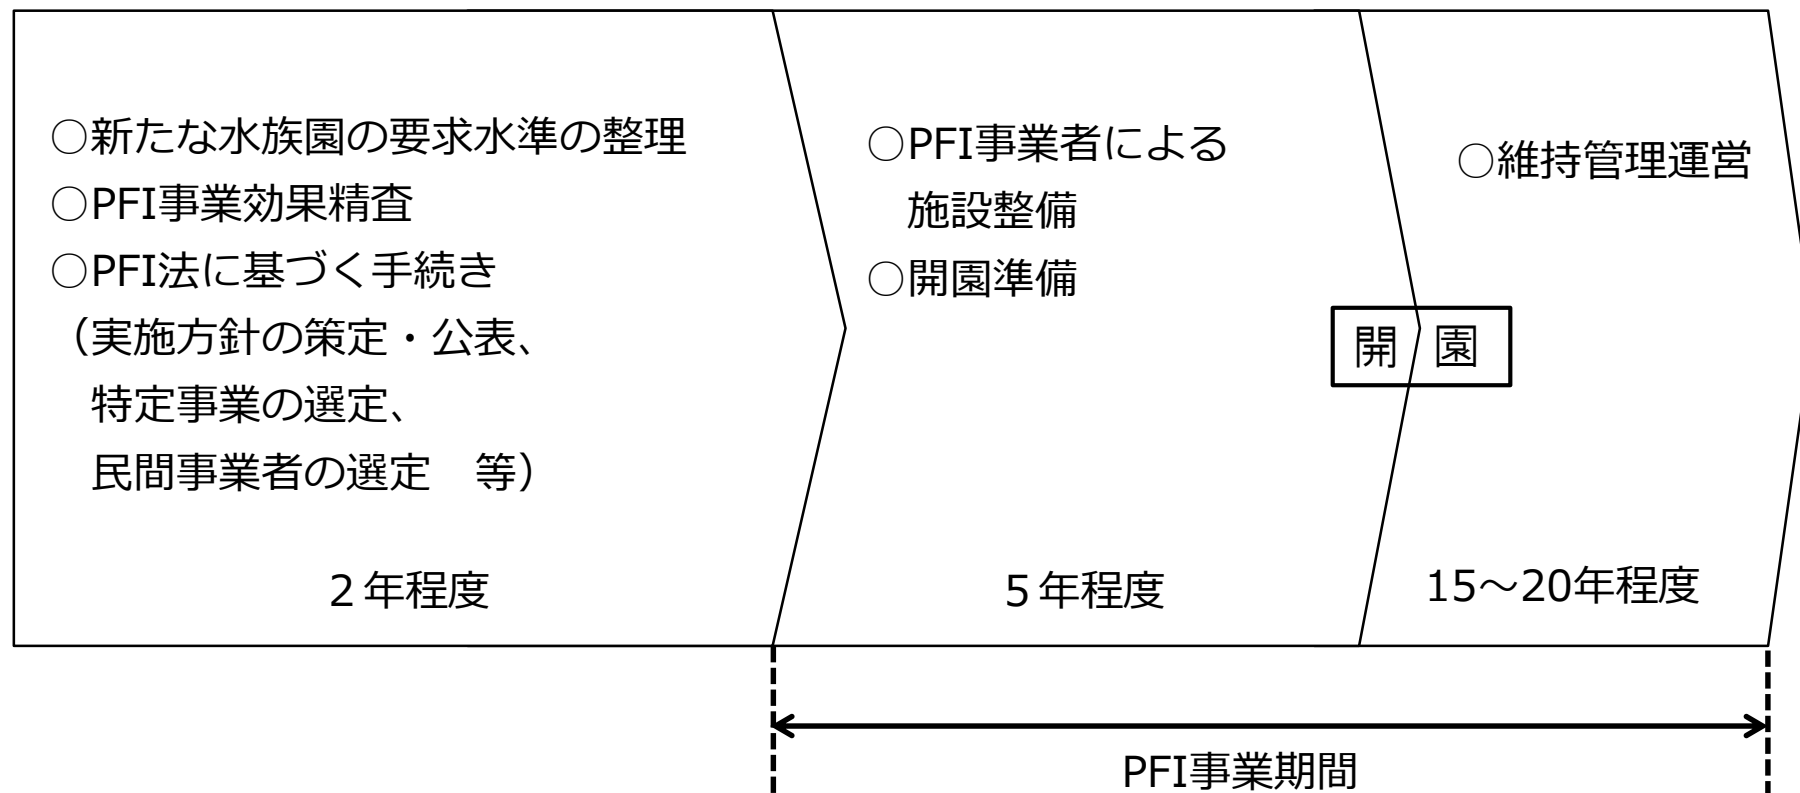 ○新たな水族園の要求水準の整理
○PFI事業効果精査
○PFI法に基づく手続き
（実施方針の策定・公表、
特定事業の選定、
民間事業者の選定　等）
２年程度
○PFI事業者による
施設整備
○開園準備
５年程度
開　園
○維持管理運営
15～20年程度
PFI事業期間